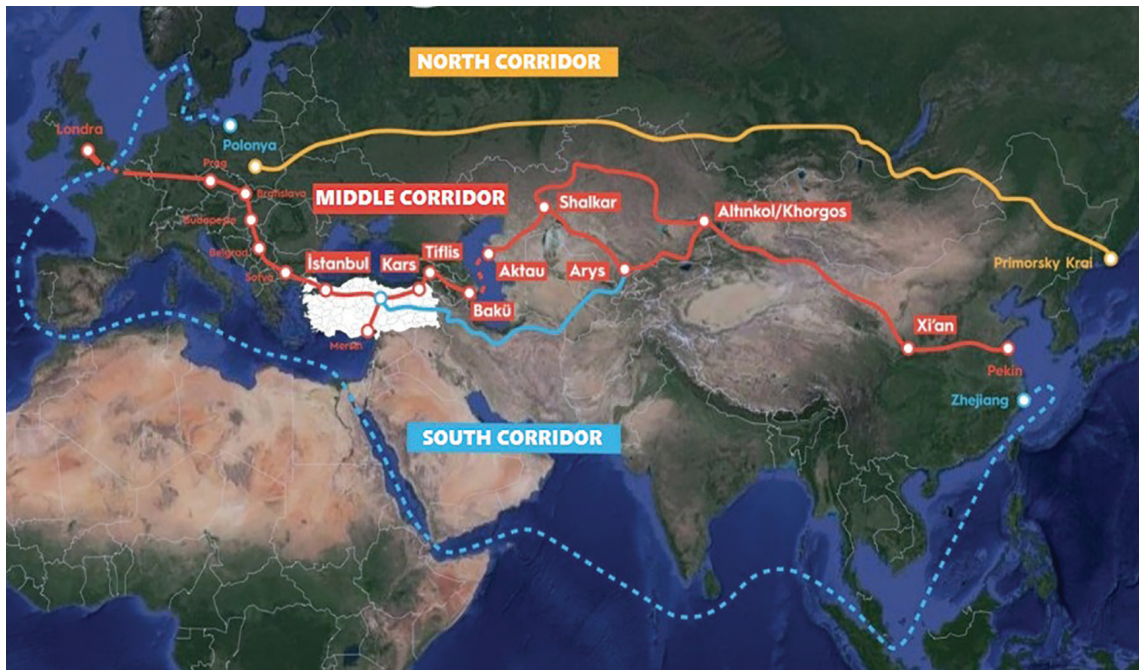 NORTH CORRIDOR
Londra
Polonya
Prag
Bratislava
MIDDLE CORRIDOR
Shalkar
Altınkol/Khorgos
Budapeşte
Belgrad
Tiflis
Sofya
İstanbul
Kars
Aktau
Arys
Primorsky Krai
Bakü
Xi'an
Mersin
Pekin
Zhejiang
SOUTH CORRIDOR